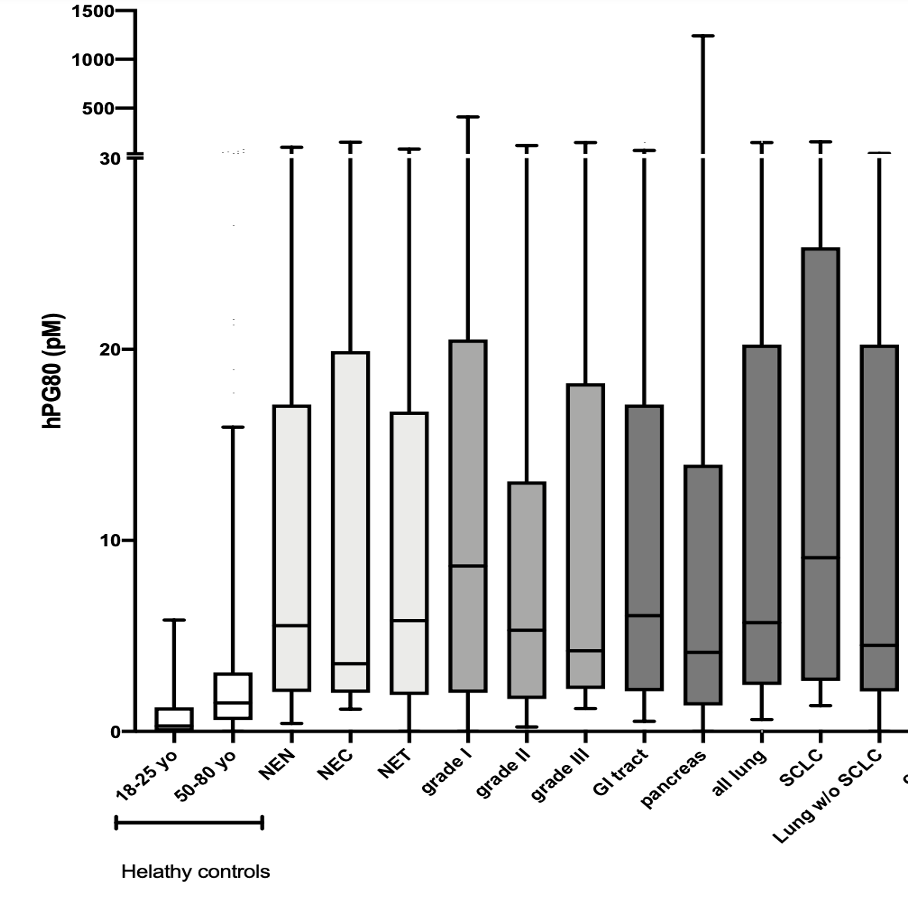 1500
1000
500
30
20
10
0
hPG80 (pM)
18-25 yo
50-80 yo
NEN
NEC
NET
grade I
grade II
grade III
GI tract
pancreas
all lung
SCLC
Lung w/o SCLC
Helathy controls